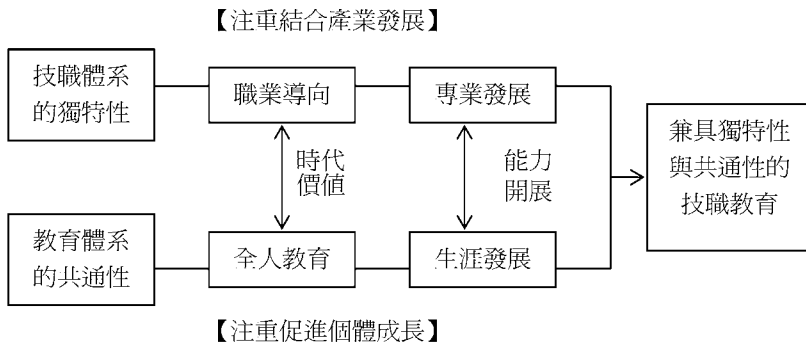 【注重結合產業發展】
技職體系
的獨特性
職業導向
專業發展
時代
價值
能力
開展
兼具獨特性
與共通性的
技職教育
教育體系
的共通性
全人教育
生涯發展
【注重促進個體成長】